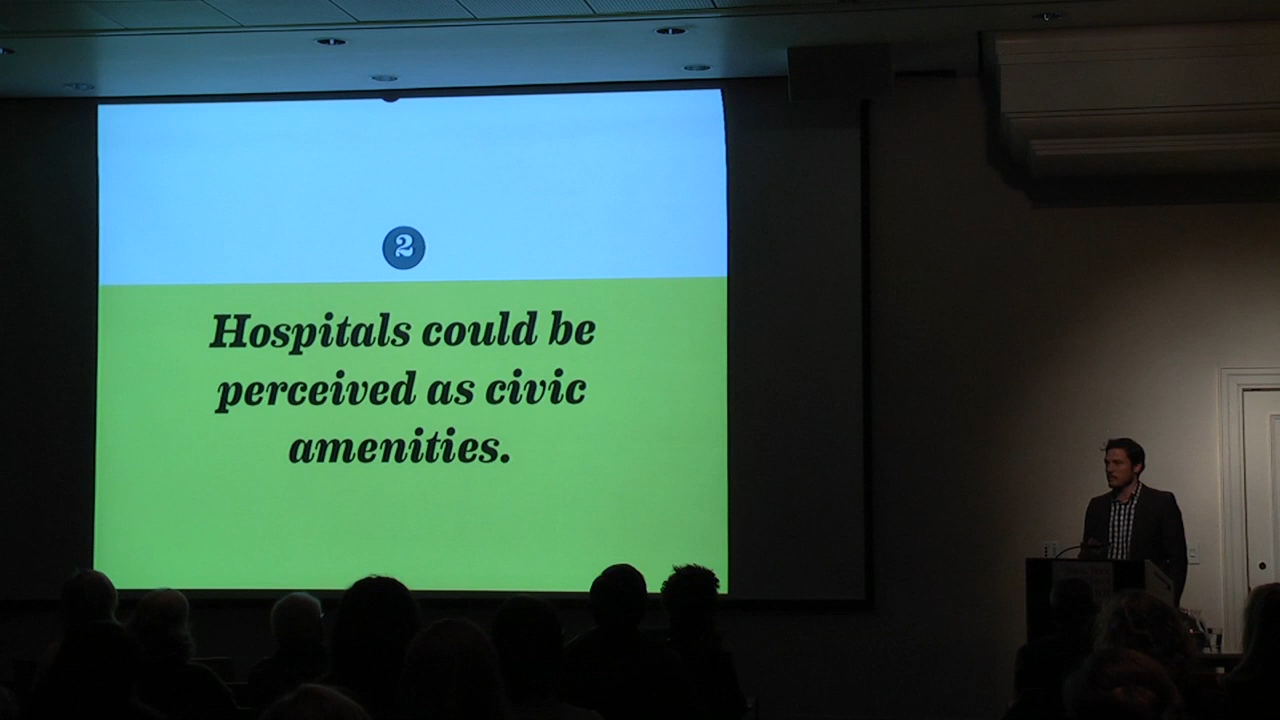 2
Hospitals could be
perceived as civic
amenities.